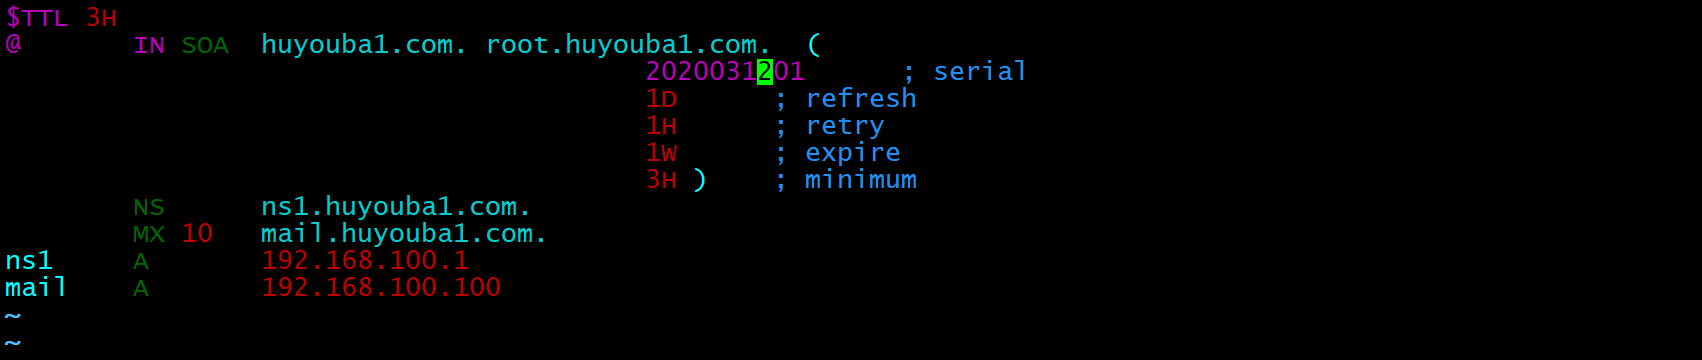 $TTL 3H
@ IN SOA huyouba1.com. root.huyouba1.com. (
2020031201 ; serial
1D ; refresh
1H ; retry
1W ; expire
3H ) ; minimum
NS ns1.huyouba1.com.
MX 10 mail.huyouba1.com.
ns1 A 192.168.100.1
mail A 192.168.100.100
~
~